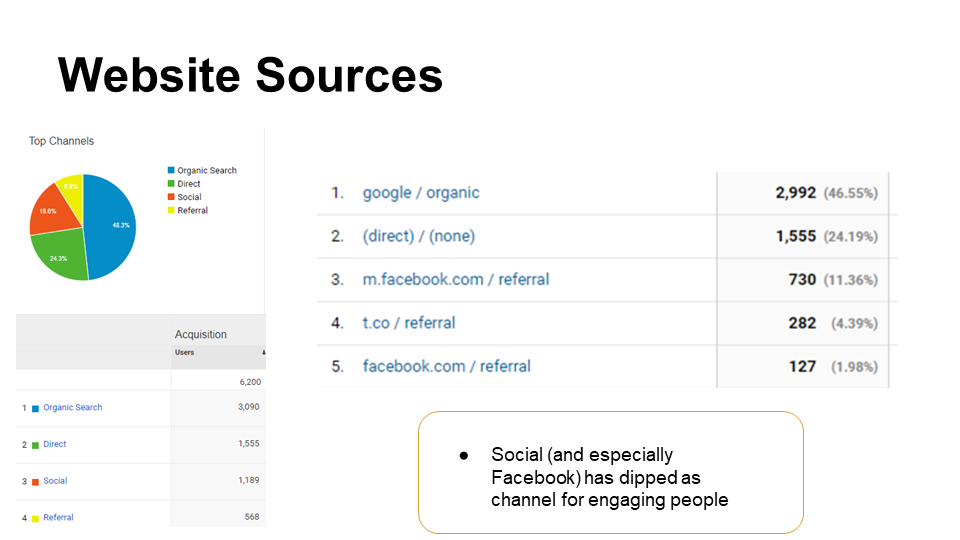 Website Sources
Top Channels
Organic Search
Direct
Social
Referral
8.9%
18.6%
48.3%
24.3%
Acquisition
Users
6,200
1 Organic Search 3,090
2 Direct 1,555
3 Social 1,189
4 Referral 568
1. google / organic 2,992 (46.55%)
2. (direct) / (none) 1,555 (24.19%)
3. m.facebook.com / referral 730 (11.36%)
4. t.co / referral 282 (4.39%)
5. facebook.com / referral 127 (1.98%)
● Social (and especially
Facebook) has dipped as
channel for engaging people